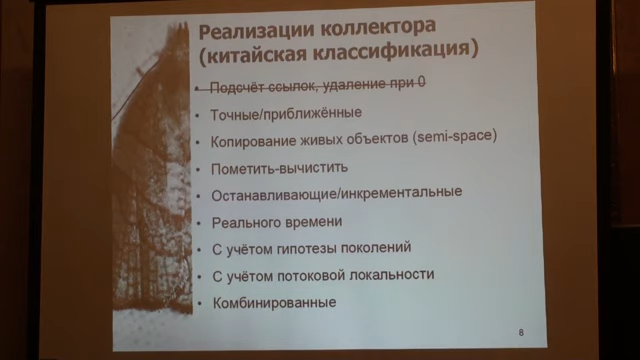 Реализации коллектора
(китайская классификация)
• Подсчёт ссылок, удаление при 0
• Точные/приближённые
• Копирование живых объектов (semi-space)
• Пометить-вычистить
• Останавливающие/инкрементальные
• Реального времени
• С учётом гипотезы поколений
• С учётом потоковой локальности
• Комбинированные
8